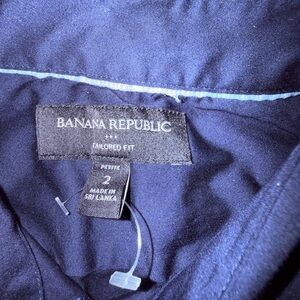 BANANA REPUBLIC
TAILORED FIT
PETITE
2
MADE IN
SRI LANKA